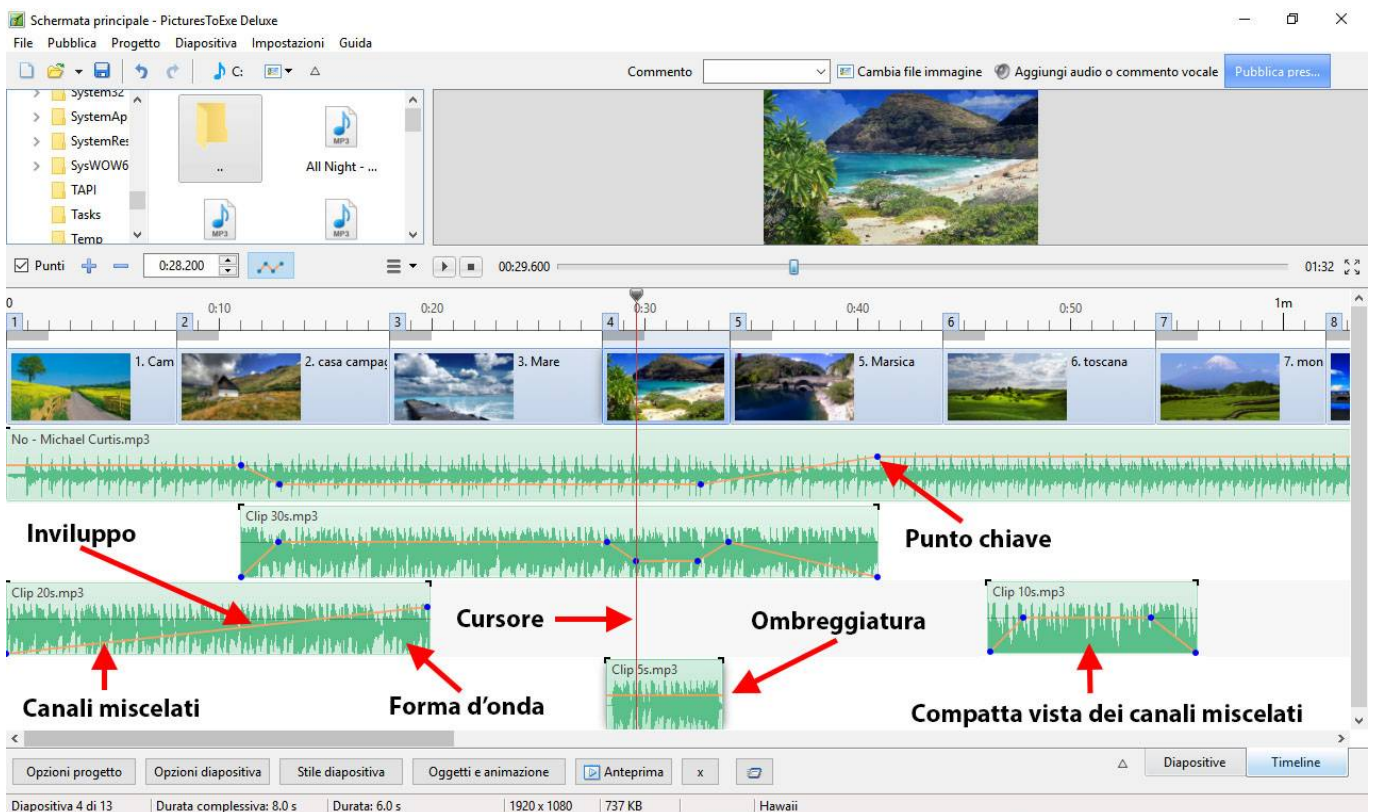 Schermata principale - PicturesToExe Deluxe
File Pubblica Progetto Diapositiva Impostazioni Guida
C:
Commento
Cambia file immagine
Aggiungi audio o commento vocale
Pubblica pres...
System32
SystemAp
SystemRes
SysWOW6
TAPI
Tasks
Temp
..
MP3
All Night - ...
MP3
MP3
Punti
0:28.200
00:29.600
01:32
0
0:10
0:20
0:30
0:40
0:50
1m
1
2
3
4
5
6
7
8
1. Cam
2. casa campag
3. Mare
5. Marsica
6. toscana
7. mon
No - Michael Curtis.mp3
Clip 30s.mp3
Inviluppo
Punto chiave
Clip 20s.mp3
Clip 10s.mp3
Cursore
Ombreggiatura
Clip 5s.mp3
Canali miscelati
Forma d'onda
Compatta vista dei canali miscelati
Opzioni progetto
Opzioni diapositiva
Stile diapositiva
Oggetti e animazione
Anteprima
x
Diapositive
Timeline
Diapositiva 4 di 13
Durata complessiva: 8.0 s
Durata: 6.0 s
1920 x 1080
737 KB
Hawaii